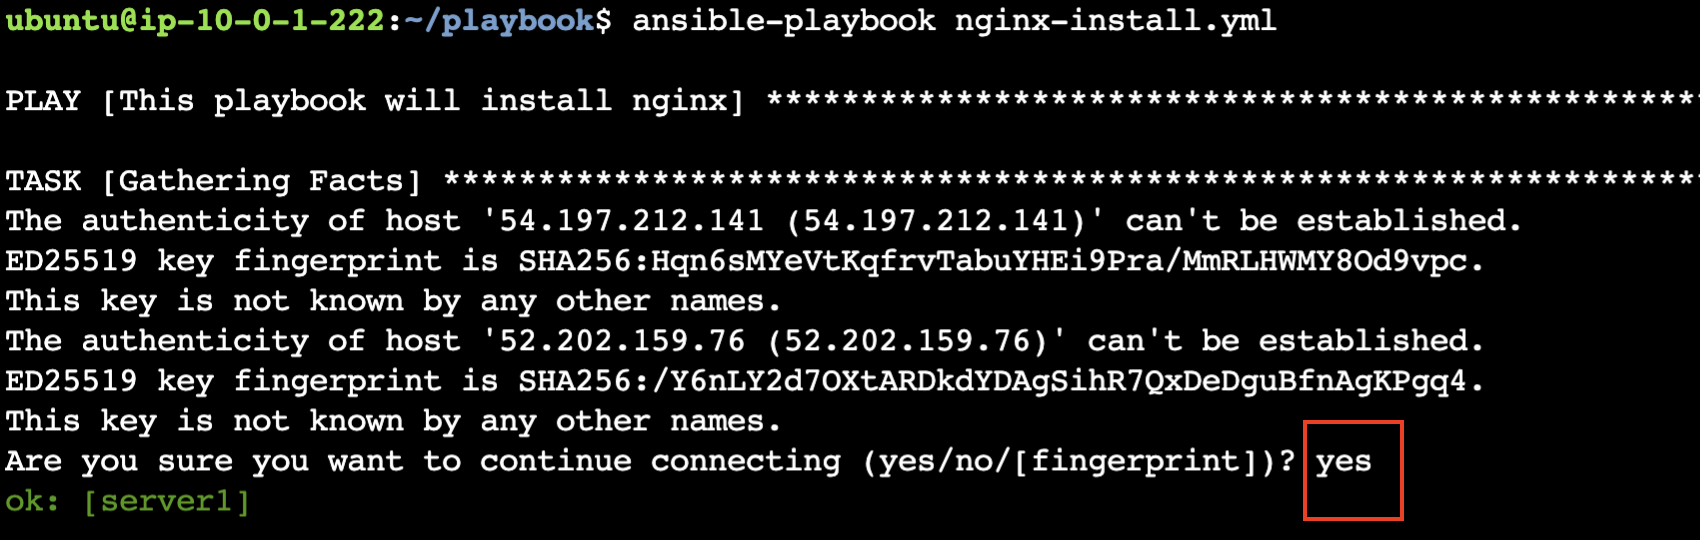 ubuntu@ip-10-0-1-222:~/playbook$ ansible-playbook nginx-install.yml
PLAY [This playbook will install nginx] *************************************************
TASK [Gathering Facts] ******************************************************************
The authenticity of host '54.197.212.141 (54.197.212.141)' can't be established.
ED25519 key fingerprint is SHA256:Hqn6sMYeVtKqfrvTabuYHEi9Pra/MmRLHWMY8Od9vpc.
This key is not known by any other names.
The authenticity of host '52.202.159.76 (52.202.159.76)' can't be established.
ED25519 key fingerprint is SHA256:/Y6nLY2d7OXtARDkdYDAgSihR7QxDeDguBfnAgKPgq4.
This key is not known by any other names.
Are you sure you want to continue connecting (yes/no/[fingerprint])? yes
ok: [server1]